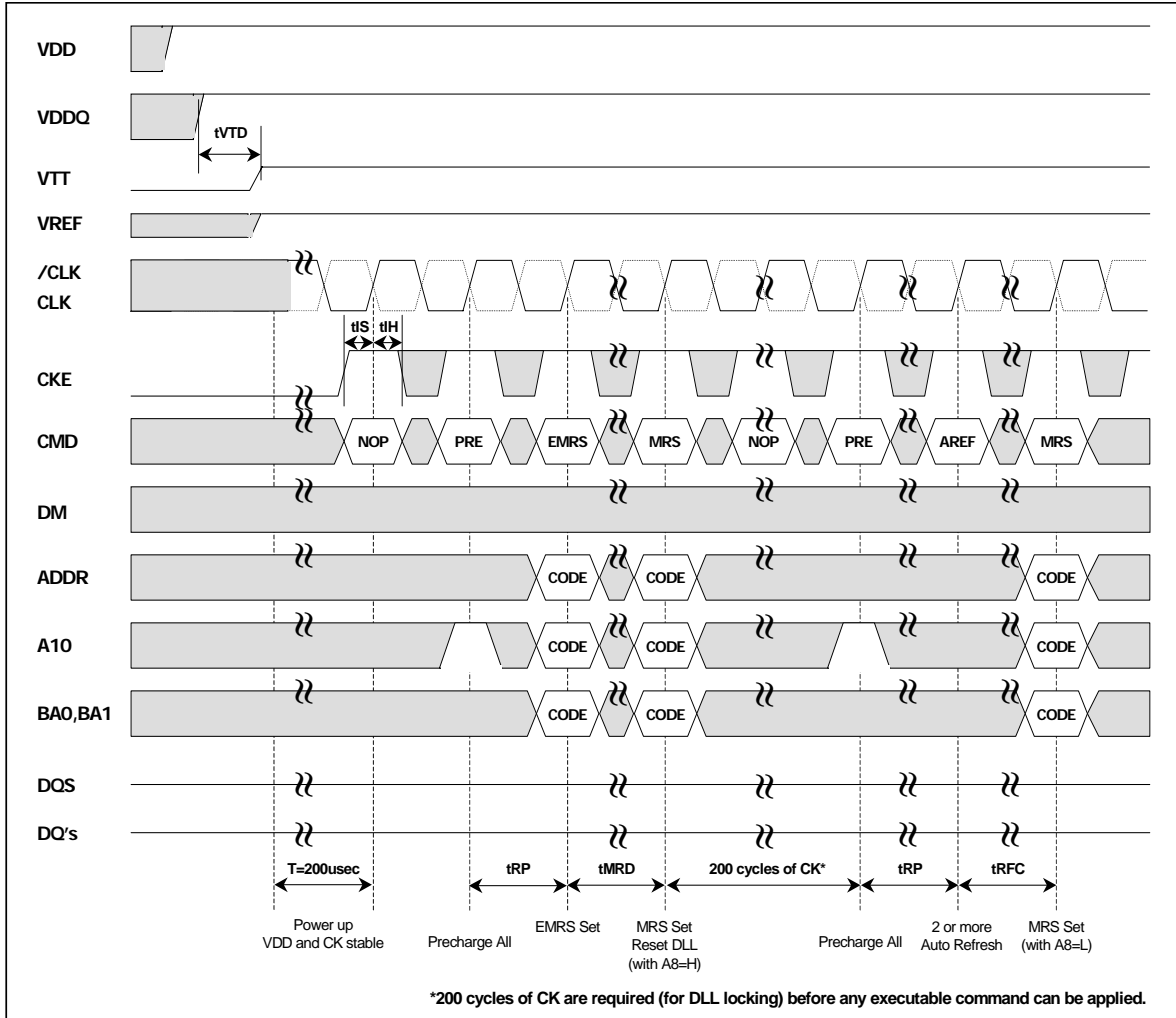 VDD
VDDQ
tVTD
VTT
VREF
/CLK
CLK
tIS tIH
CKE
CMD NOP PRE EMRS MRS NOP PRE AREF MRS
DM
ADDR CODE CODE CODE
A10 CODE CODE CODE
BA0,BA1 CODE CODE CODE
DQS
DQ's
T=200usec tRP tMRD 200 cycles of CK* tRP tRFC
Power up
VDD and CK stable
Precharge All
EMRS Set
MRS Set
Reset DLL
(with A8=H)
Precharge All
2 or more
Auto Refresh
MRS Set
(with A8=L)
*200 cycles of CK are required (for DLL locking) before any executable command can be applied.